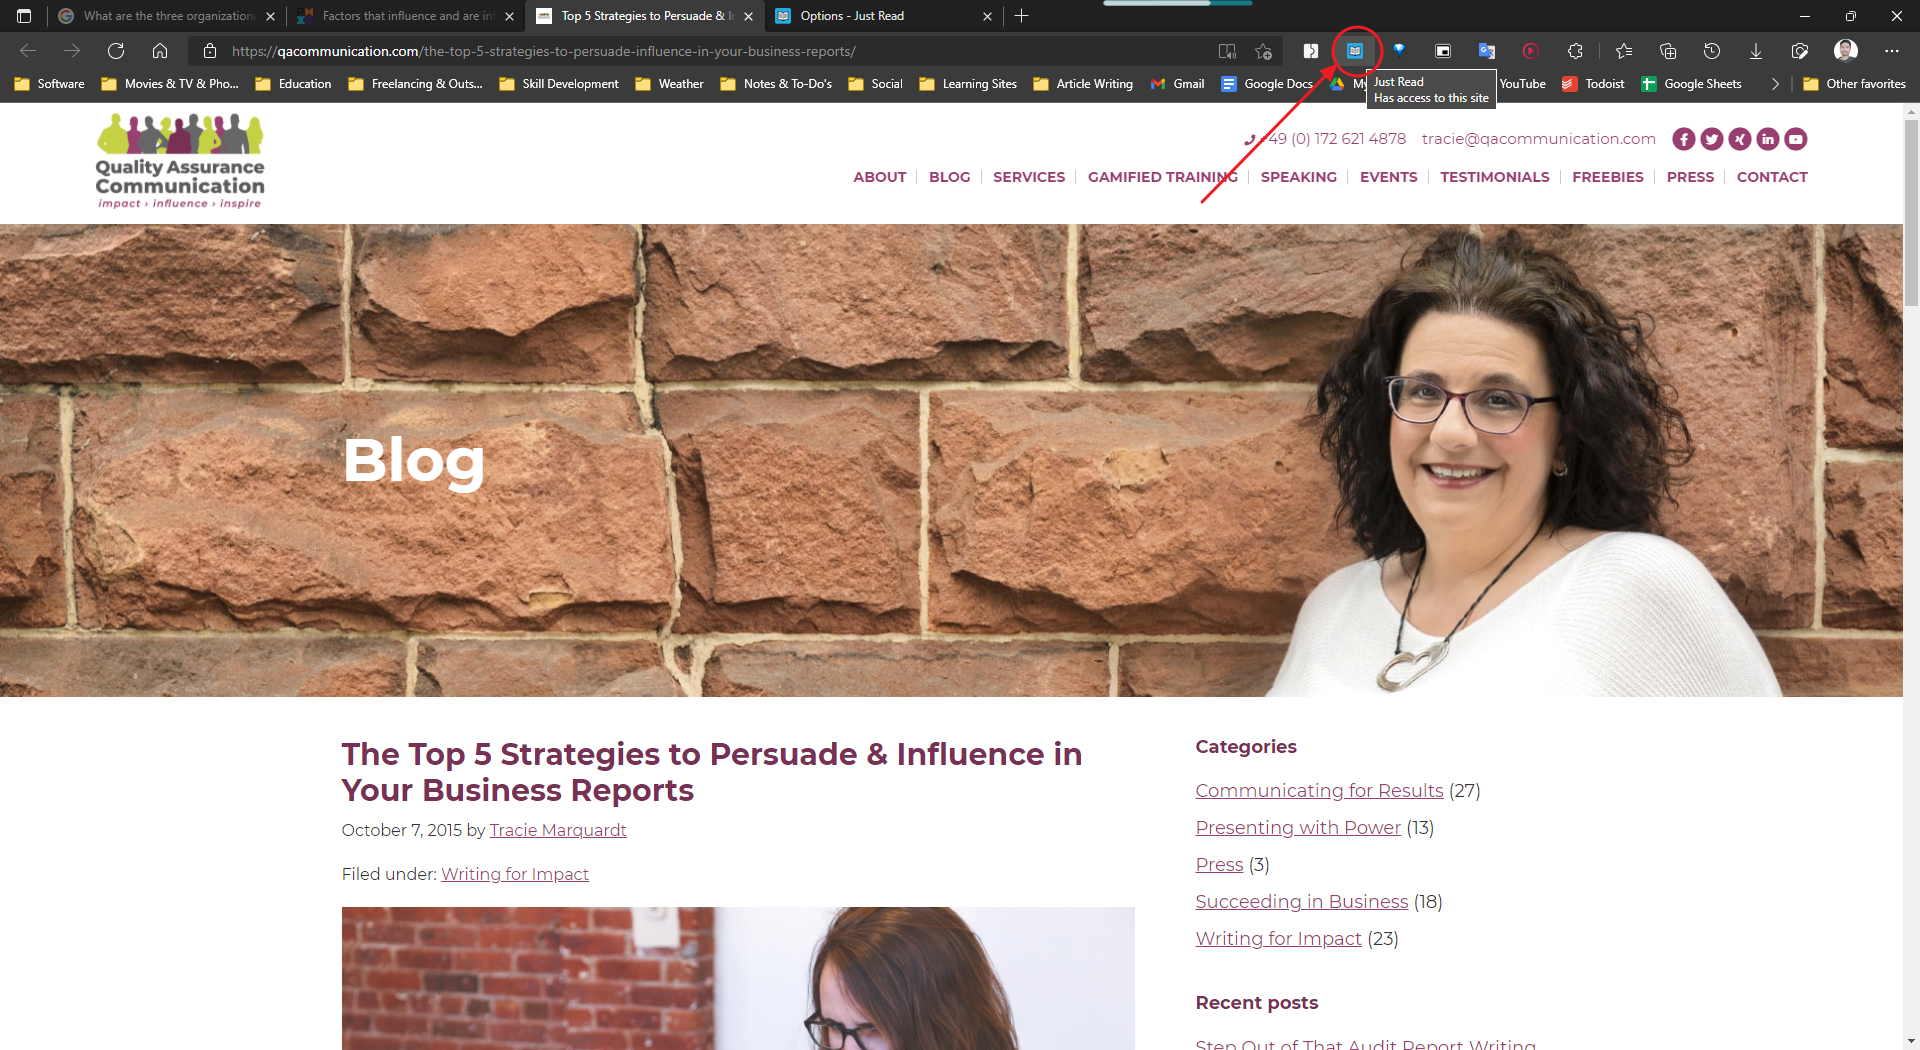 What are the three organizationa
Factors that influence and are in
Top 5 Strategies to Persuade & I
Options - Just Read
https://qacommunication.com/the-top-5-strategies-to-persuade-influence-in-your-business-reports/
Software
Movies & TV & Pho...
Education
Freelancing & Outs...
Skill Development
Weather
Notes & To-Do's
Social
Learning Sites
Article Writing
Gmail
Google Docs
My
YouTube
Todoist
Google Sheets
Other favorites
Just Read
Has access to this site
Quality Assurance
Communication
impact › influence › inspire
+49 (0) 172 621 4878
tracie@qacommunication.com
ABOUT
BLOG
SERVICES
GAMIFIED TRAINING
SPEAKING
EVENTS
TESTIMONIALS
FREEBIES
PRESS
CONTACT
Blog
The Top 5 Strategies to Persuade & Influence in
Your Business Reports
October 7, 2015 by Tracie Marquardt
Filed under: Writing for Impact
Categories
Communicating for Results (27)
Presenting with Power (13)
Press (3)
Succeeding in Business (18)
Writing for Impact (23)
Recent posts
Step Out of That Audit Report Writing